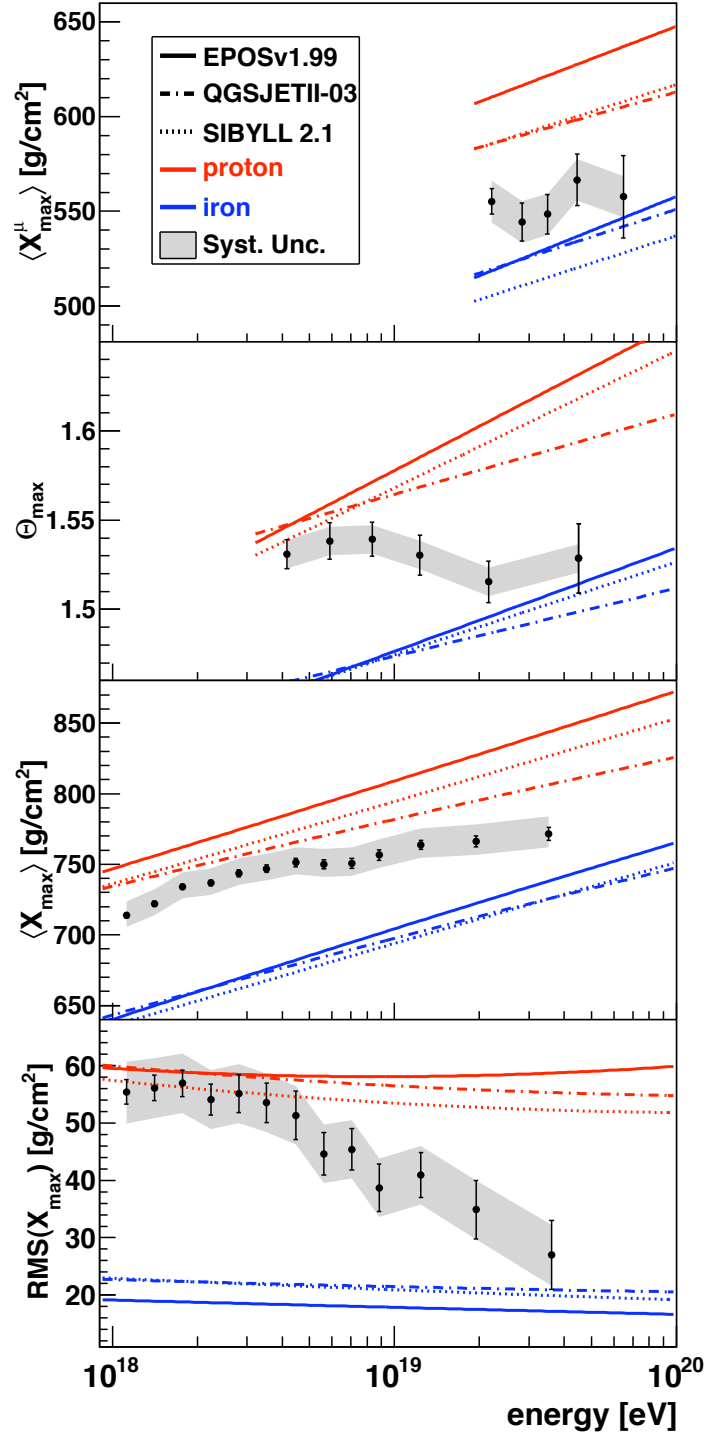 ⟨X^μ_max⟩ [g/cm²]
650
600
550
500
EPOSv1.99
QGSJETII-03
SIBYLL 2.1
proton
iron
Syst. Unc.
Θ_max
1.6
1.55
1.5
⟨X_max⟩ [g/cm²]
850
800
750
700
650
RMS(X_max) [g/cm²]
60
50
40
30
20
10^18
10^19
10^20
energy [eV]